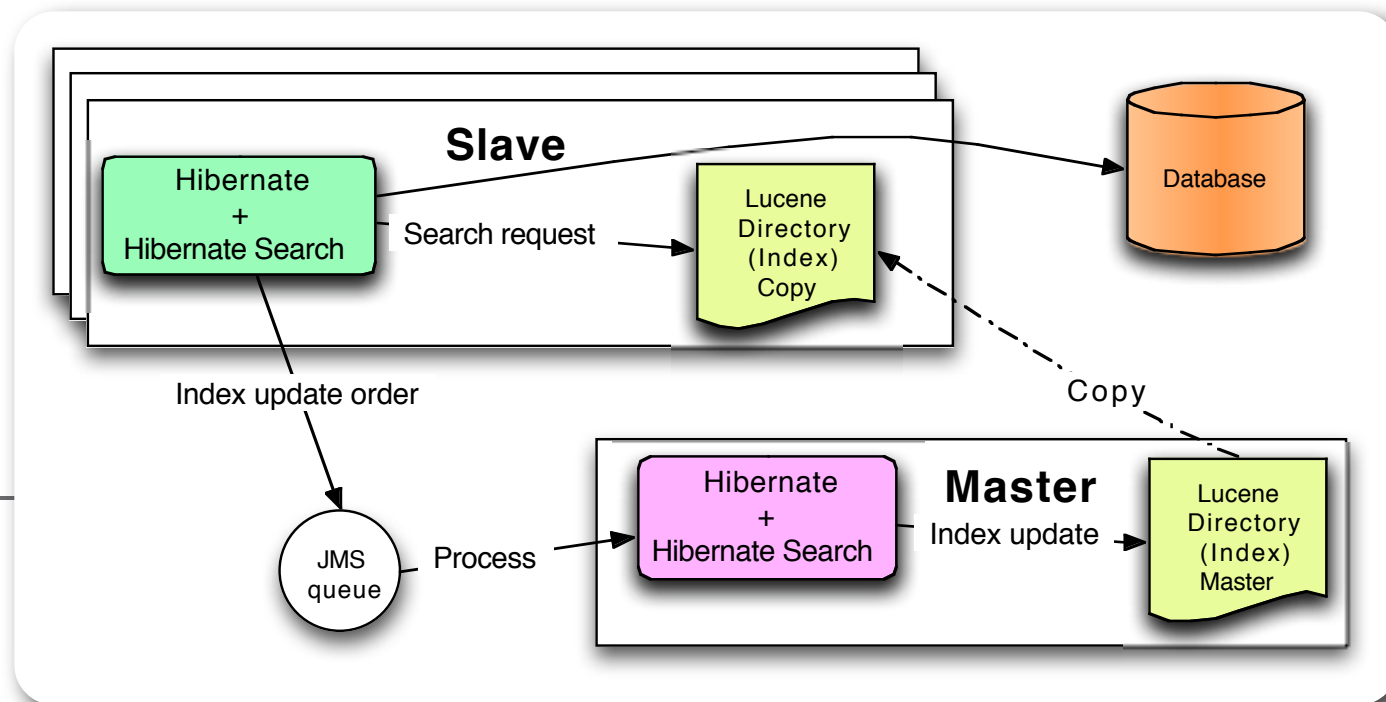 Slave
Hibernate
+
Hibernate Search
Search request
Lucene
Directory
(Index)
Copy
Database
Index update order
Copy
JMS
queue
Process
Hibernate
+
Hibernate Search
Master
Index update
Lucene
Directory
(Index)
Master